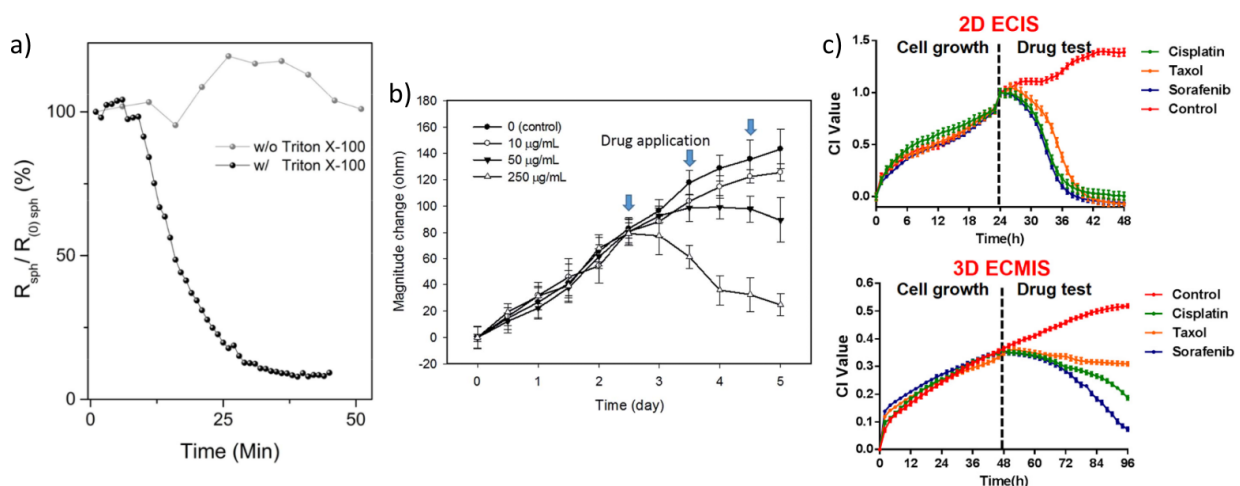 a)
R_sph/ R_(0) sph (%)
100
50
0
w/o Triton X-100
w/ Triton X-100
0 25 50
Time (Min)
b)
Magnitude change (ohm)
180
160
140
120
100
80
60
40
20
0
-20
0 (control)
10 µg/mL
50 µg/mL
250 µg/mL
Drug application
0 1 2 3 4 5
Time (day)
c)
2D ECIS
Cell growth Drug test
CI Value
1.5
1.0
0.5
0.0
0 6 12 18 24 30 36 42 48
Time(h)
Cisplatin
Taxol
Sorafenib
Control
3D ECMIS
Cell growth Drug test
CI Value
0.6
0.5
0.4
0.3
0.2
0.1
0.0
0 12 24 36 48 60 72 84 96
Time(h)
Control
Cisplatin
Taxol
Sorafenib